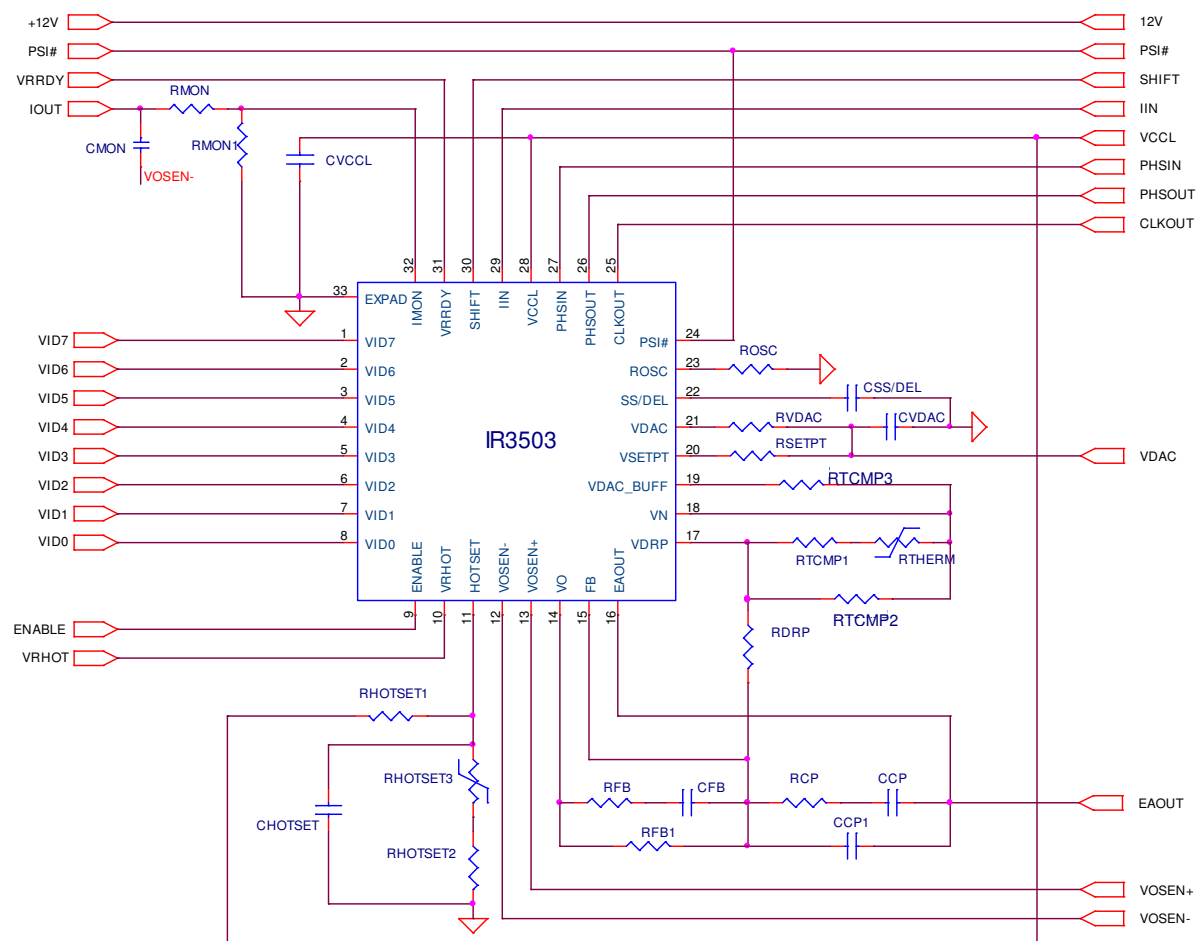 +12V
12V
PSI#
PSI#
VRRDY
SHIFT
IOUT
RMON
IIN
CMON
RMON1
CVCCL
VCCL
VOSEN-
PHSIN
PHSOUT
CLKOUT
32
31
30
29
28
27
26
25
33
EXPAD
IMON
VRRDY
SHIFT
IIN
VCCL
PHSIN
PHSOUT
CLKOUT
VID7
1
VID7
PSI#
24
VID6
2
VID6
ROSC
23
ROSC
VID5
3
VID5
SS/DEL
22
CSS/DEL
VID4
4
VID4
VDAC
21
RVDAC
CVDAC
IR3503
VID3
5
VID3
VSETPT
20
RSETPT
VDAC
VID2
6
VID2
VDAC_BUFF
19
RTCMP3
VID1
7
VID1
VN
18
VID0
8
VID0
VDRP
17
RTCMP1
RTHERM
ENABLE
VRHOT
HOTSET
VOSEN-
VOSEN+
VO
FB
EAOUT
9
10
11
12
13
14
15
16
RTCMP2
ENABLE
RDRP
VRHOT
RHOTSET1
RHOTSET3
RFB
CFB
RCP
CCP
EAOUT
CHOTSET
RFB1
CCP1
RHOTSET2
VOSEN+
VOSEN-